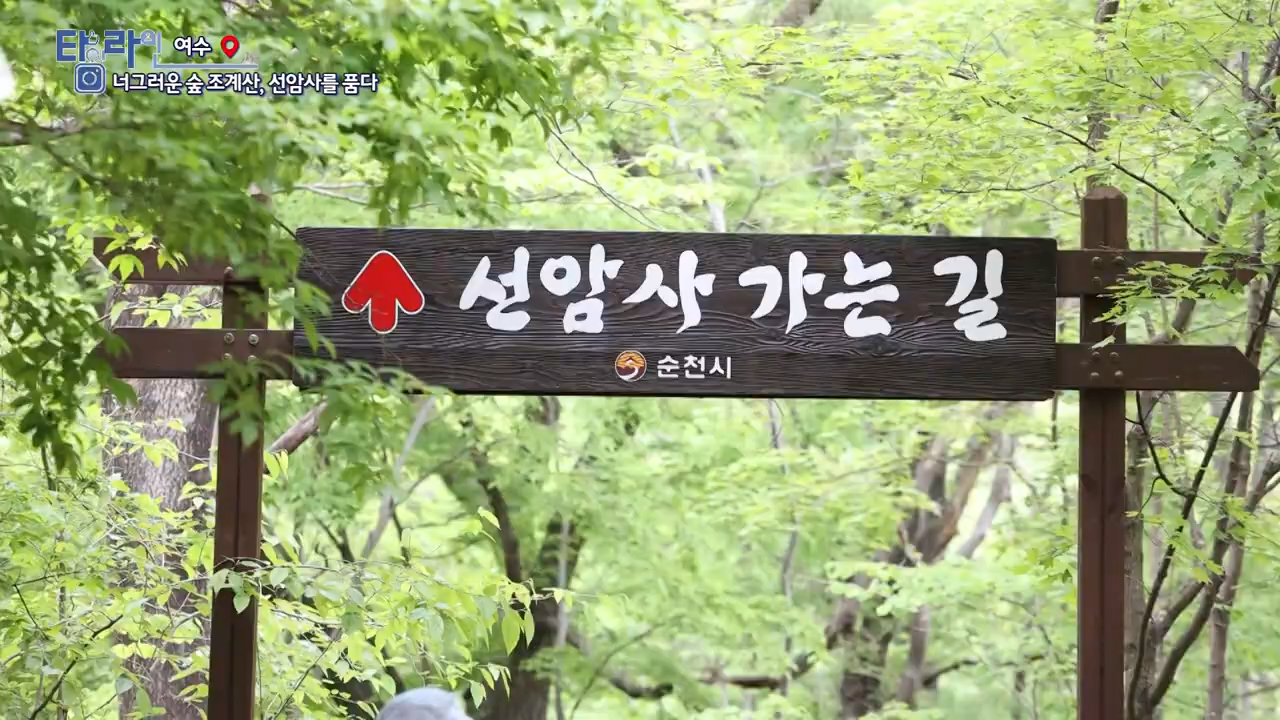 탐라인 여수
너그러운 숲 조계산, 선암사를 품다
선암사 가는 길
순천시